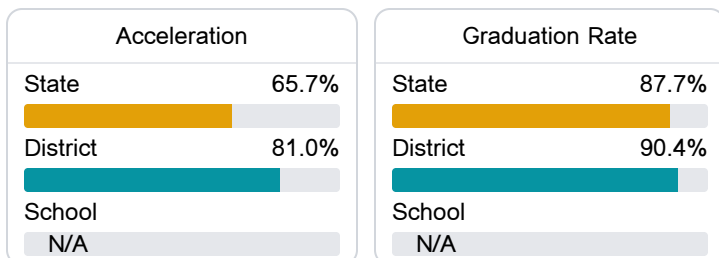 Acceleration
State 65.7%
District 81.0%
School
N/A
Graduation Rate
State 87.7%
District 90.4%
School
N/A